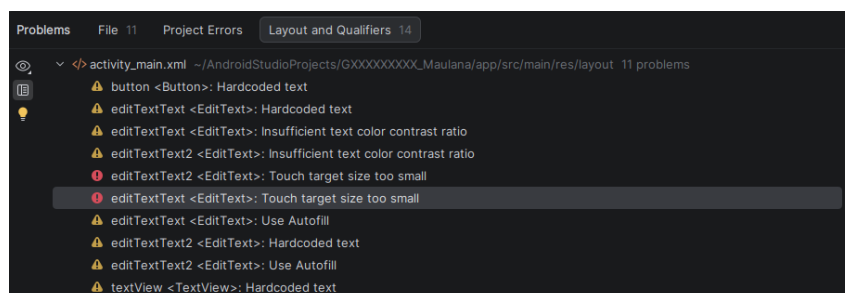 Problems File 11 Project Errors Layout and Qualifiers 14
</> activity_main.xml ~/AndroidStudioProjects/GXXXXXXXXX_Maulana/app/src/main/res/layout 11 problems
button <Button>: Hardcoded text
editTextText <EditText>: Hardcoded text
editTextText <EditText>: Insufficient text color contrast ratio
editTextText2 <EditText>: Insufficient text color contrast ratio
editTextText2 <EditText>: Touch target size too small
editTextText <EditText>: Touch target size too small
editTextText <EditText>: Use Autofill
editTextText2 <EditText>: Hardcoded text
editTextText2 <EditText>: Use Autofill
textView <TextView>: Hardcoded text